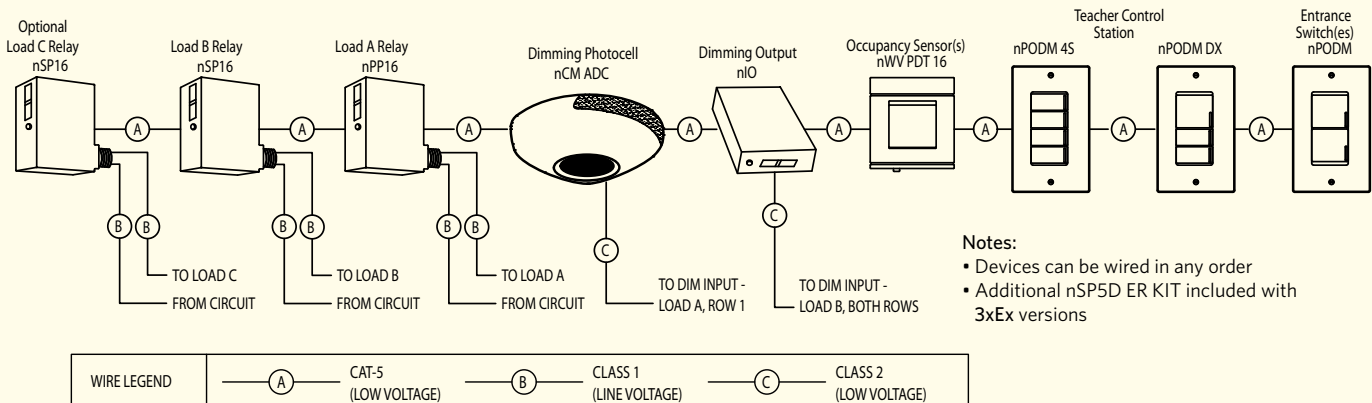 Optional
Load C Relay
nSP16
Load B Relay
nSP16
Load A Relay
nPP16
Dimming Photocell
nCM ADC
Dimming Output
nIO
Occupancy Sensor(s)
nWV PDT 16
Teacher Control
Station
nPODM 4S
nPODM DX
Entrance
Switch(es)
nPODM
A
A
A
A
A
A
A
A
B
B
B
B
B
B
C
C
TO LOAD C
FROM CIRCUIT
TO LOAD B
FROM CIRCUIT
TO LOAD A
FROM CIRCUIT
TO DIM INPUT -
LOAD A, ROW 1
TO DIM INPUT -
LOAD B, BOTH ROWS
Notes:
• Devices can be wired in any order
• Additional nSP5D ER KIT included with
3xEx versions
WIRE LEGEND
A
CAT-5
(LOW VOLTAGE)
B
CLASS 1
(LINE VOLTAGE)
C
CLASS 2
(LOW VOLTAGE)